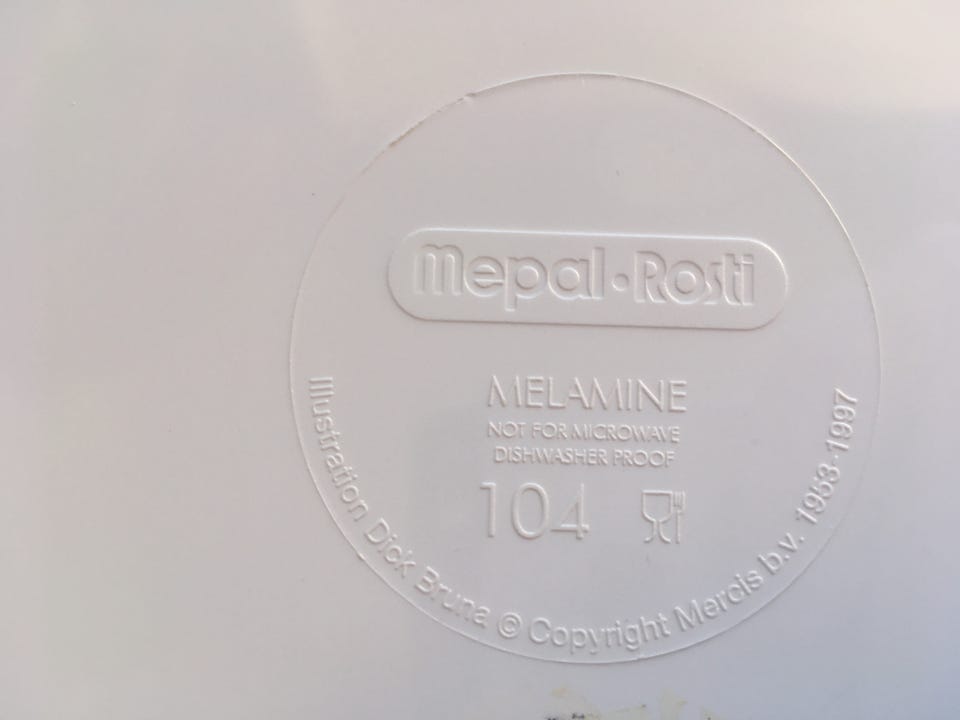 Mepal · Rosti
MELAMINE
NOT FOR MICROWAVE
DISHWASHER PROOF
104
Illustration Dick Bruna © Copyright Mercis b.v. 1953-1997